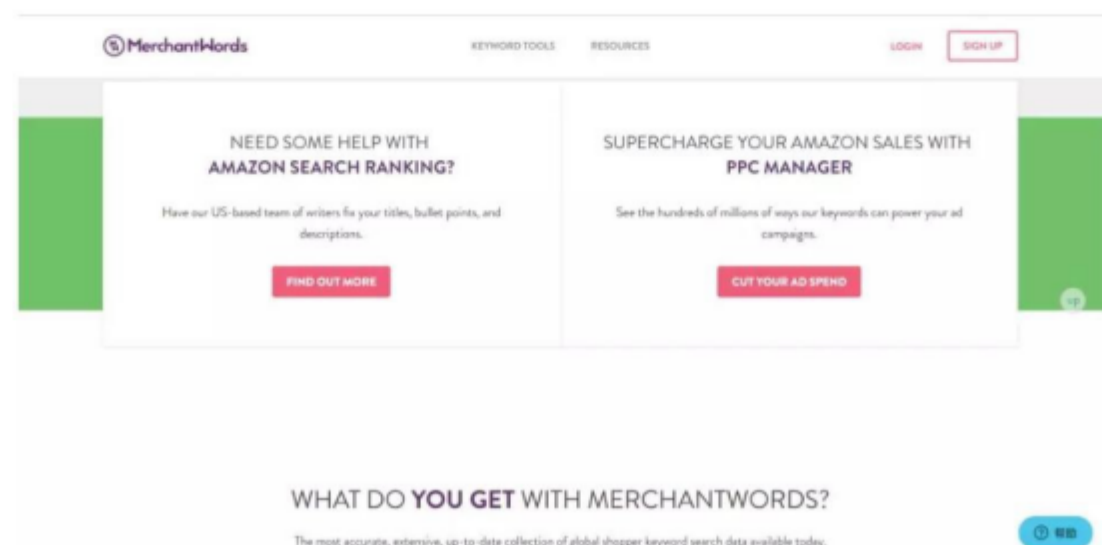 MerchantWords
KEYWORD TOOLS
RESOURCES
LOGIN
SIGN UP
NEED SOME HELP WITH
AMAZON SEARCH RANKING?
Have our US-based team of writers fix your titles, bullet points, and
descriptions.
FIND OUT MORE
SUPERCHARGE YOUR AMAZON SALES WITH
PPC MANAGER
See the hundreds of millions of ways our keywords can power your ad
campaigns.
CUT YOUR AD SPEND
up
WHAT DO YOU GET WITH MERCHANTWORDS?
The most accurate, extensive, up-to-date collection of global shopper keyword search data available today.
帮助